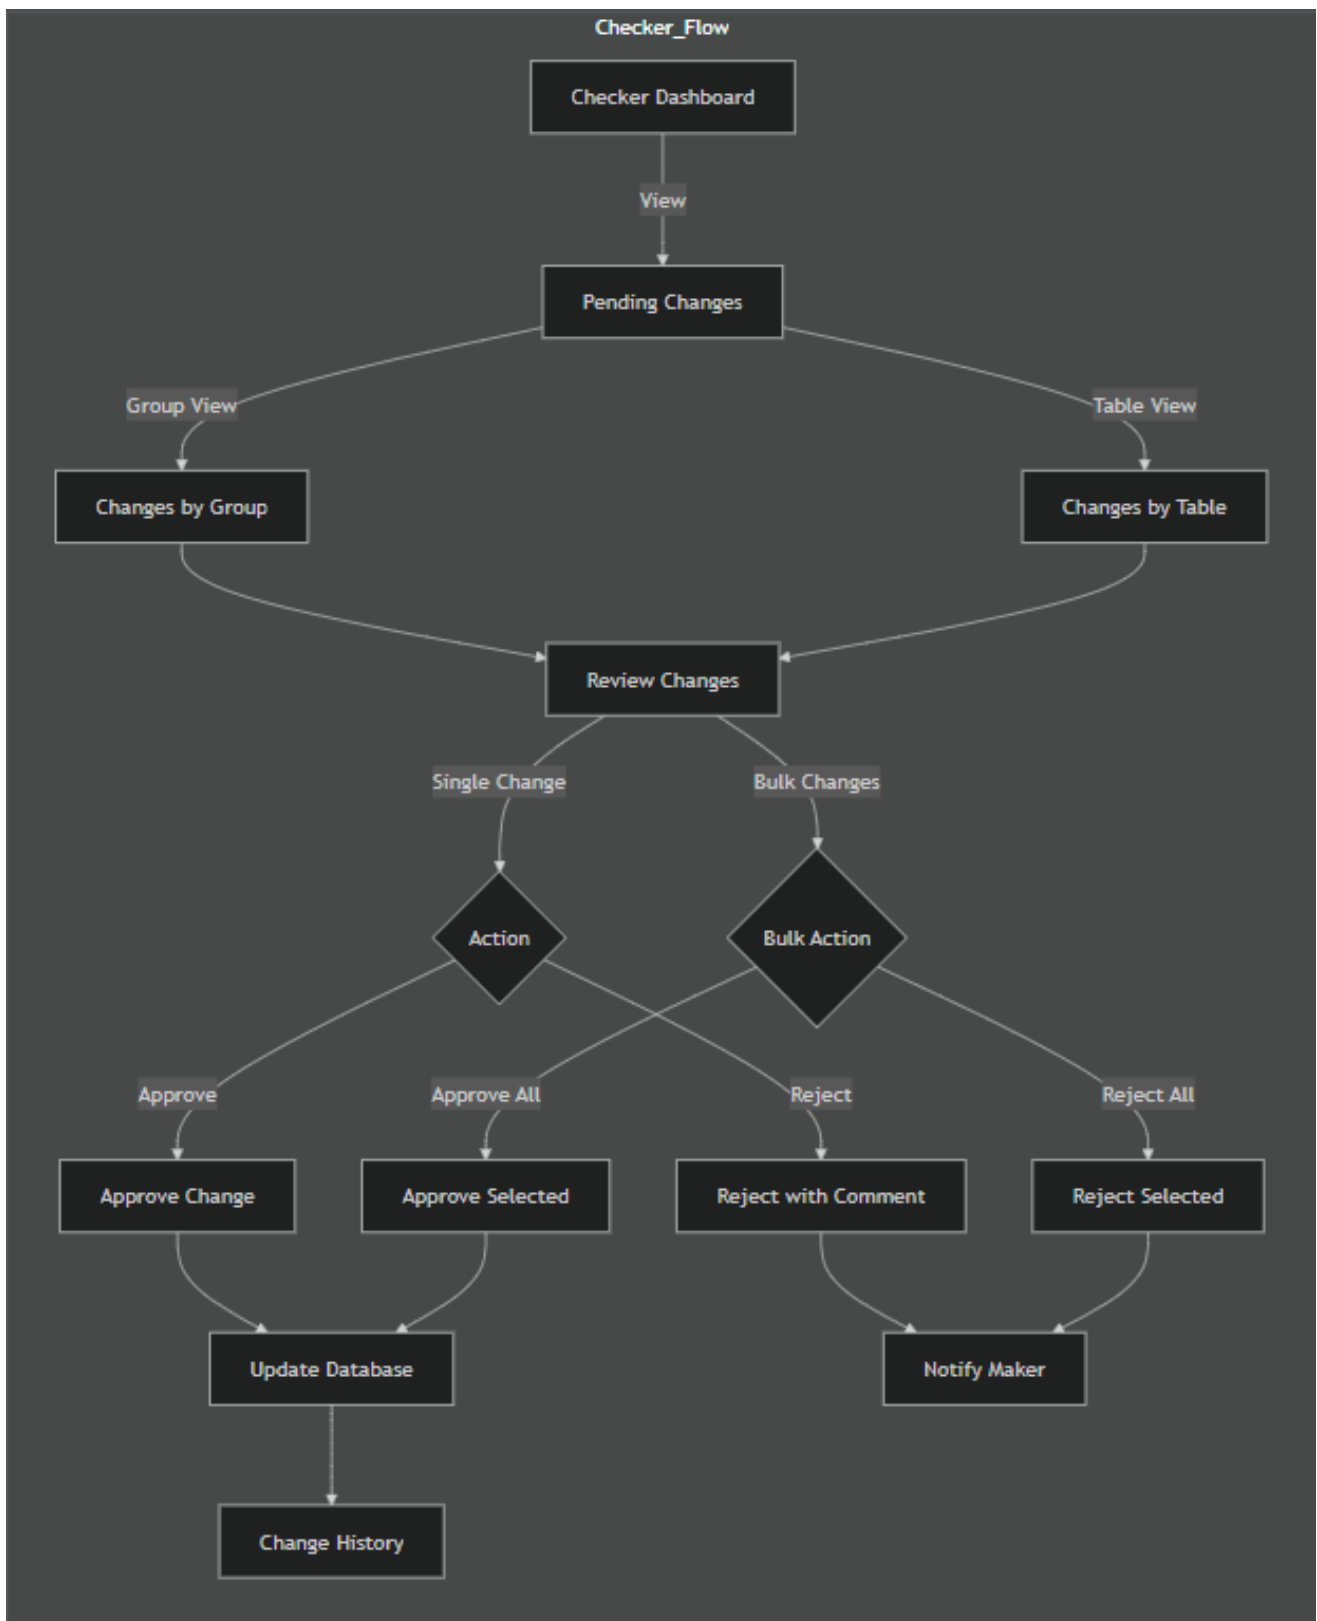 Checker_Flow
Checker Dashboard
View
Pending Changes
Group View
Table View
Changes by Group
Changes by Table
Review Changes
Single Change
Bulk Changes
Action
Bulk Action
Approve
Approve All
Reject
Reject All
Approve Change
Approve Selected
Reject with Comment
Reject Selected
Update Database
Notify Maker
Change History